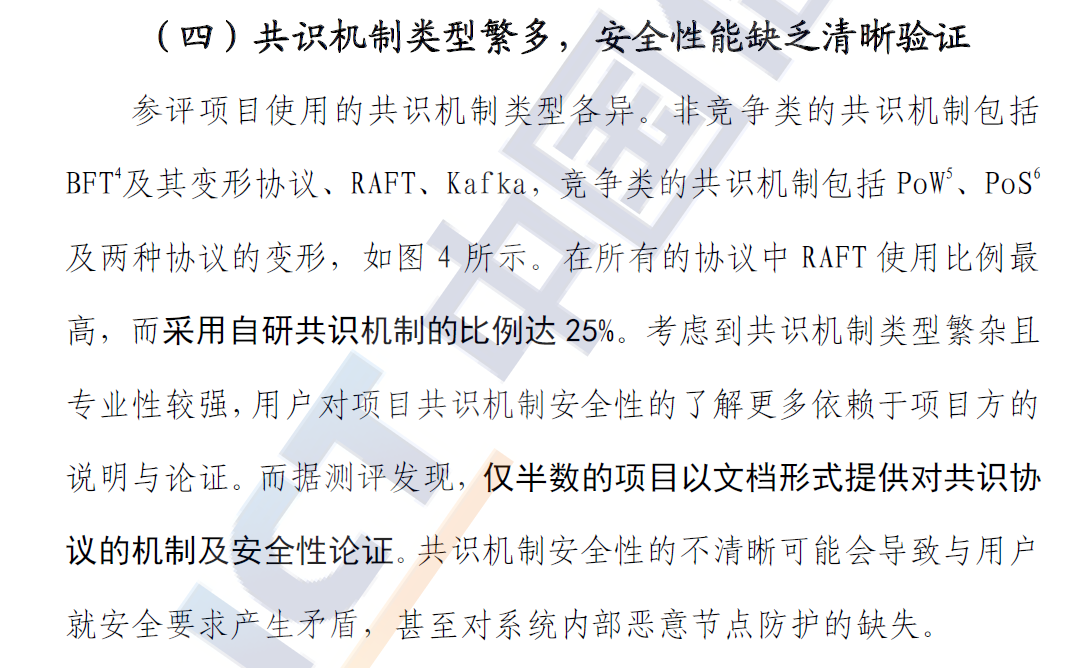 （四）共识机制类型繁多，安全性能缺乏清晰验证
参评项目使用的共识机制类型各异。非竞争类的共识机制包括
BFT4及其变形协议、RAFT、Kafka，竞争类的共识机制包括 PoW5、PoS6
及两种协议的变形，如图 4 所示。在所有的协议中 RAFT 使用比例最
高，而采用自研共识机制的比例达 25%。考虑到共识机制类型繁杂且
专业性较强，用户对项目共识机制安全性的了解更多依赖于项目方的
说明与论证。而据测评发现，仅半数的项目以文档形式提供对共识协
议的机制及安全性论证。共识机制安全性的不清晰可能会导致与用户
就安全要求产生矛盾，甚至对系统内部恶意节点防护的缺失。
ICT 中国